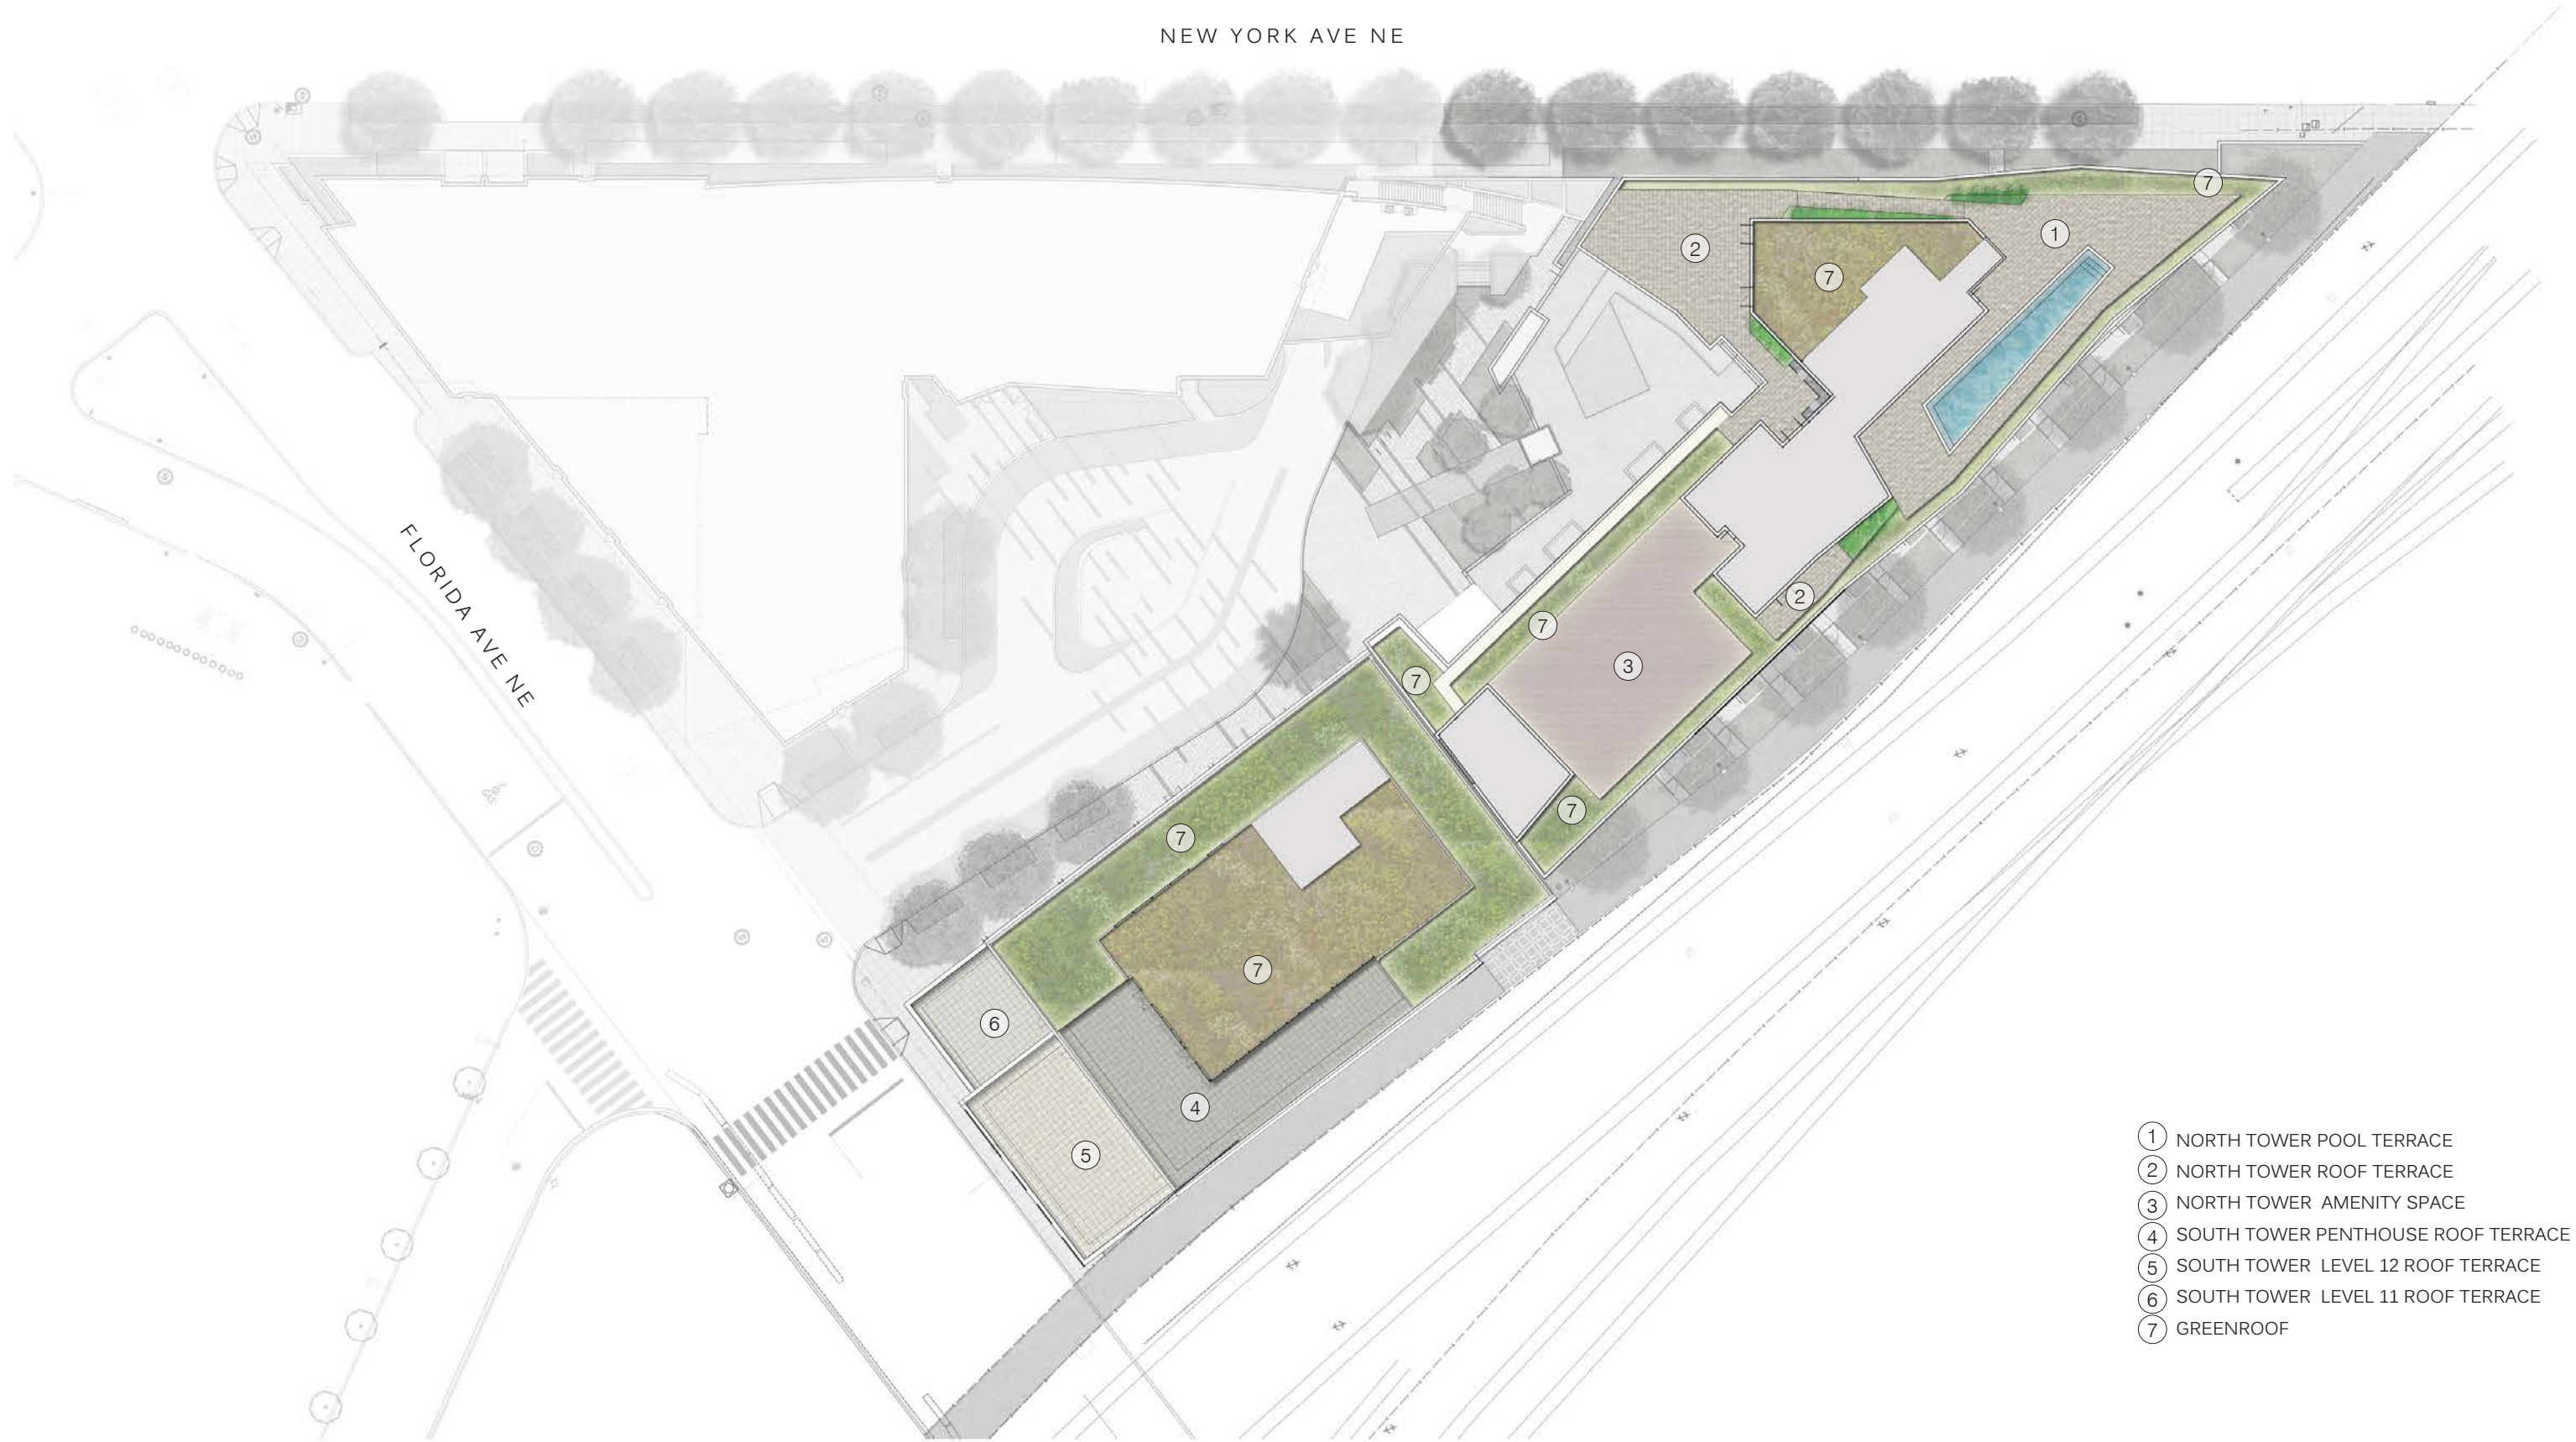 NEW YORK AVE NE
7
1
2
7
FLORIDA AVE NE
2
7
3
7
7
7
7
6
4
5
1 NORTH TOWER POOL TERRACE
2 NORTH TOWER ROOF TERRACE
3 NORTH TOWER AMENITY SPACE
4 SOUTH TOWER PENTHOUSE ROOF TERRACE
5 SOUTH TOWER LEVEL 12 ROOF TERRACE
6 SOUTH TOWER LEVEL 11 ROOF TERRACE
7 GREENROOF